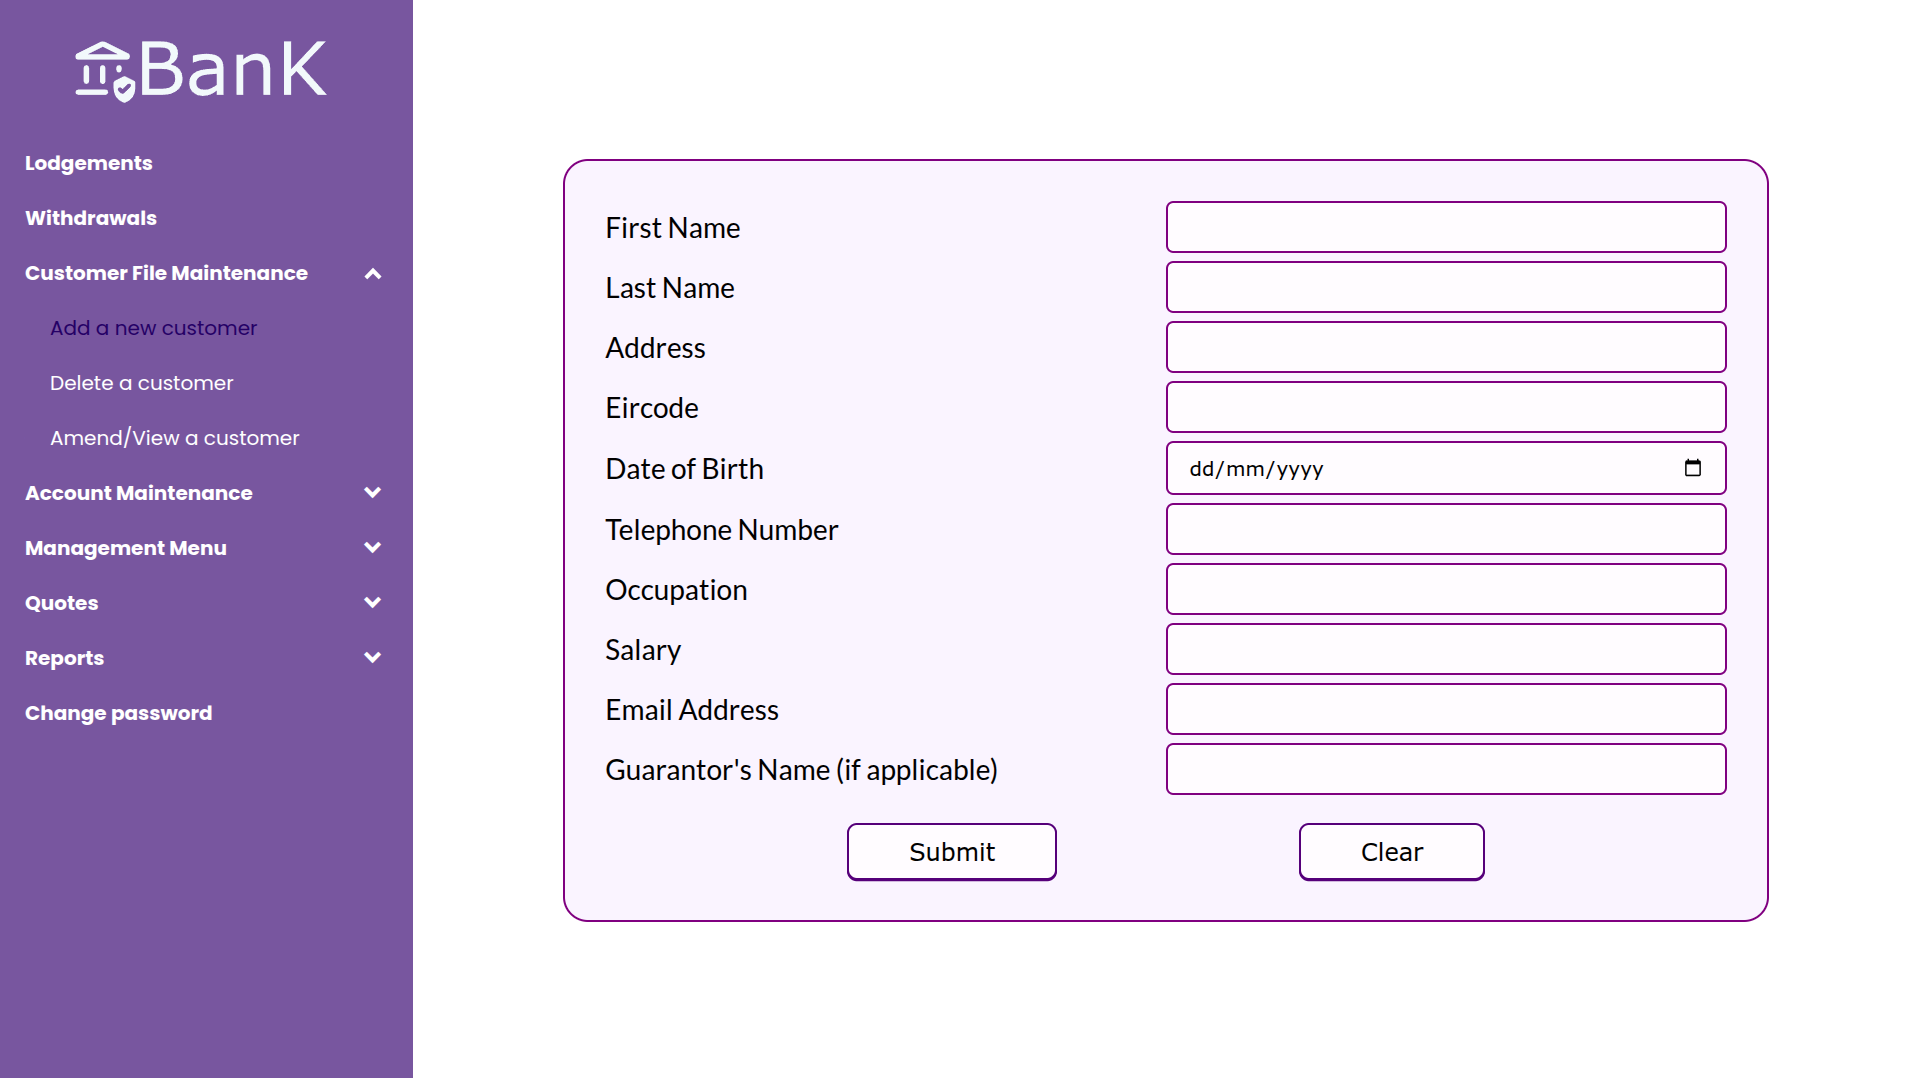 BanK
Lodgements
Withdrawals
Customer File Maintenance
Add a new customer
Delete a customer
Amend/View a customer
Account Maintenance
Management Menu
Quotes
Reports
Change password
First Name
Last Name
Address
Eircode
Date of Birth
dd/mm/yyyy
Telephone Number
Occupation
Salary
Email Address
Guarantor's Name (if applicable)
Submit
Clear